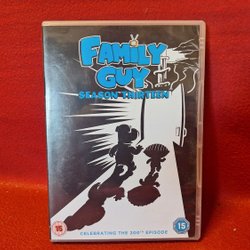 FAMILY
GUY
SEASON THIRTEEN
15
CELEBRATING THE 200TH EPISODE
15